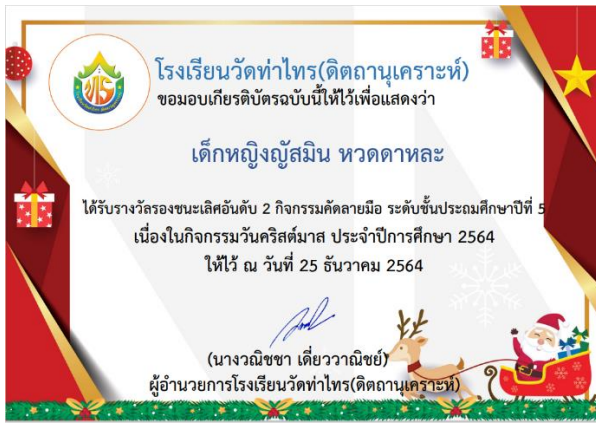 โรงเรียนวัดท่าไทร(ดิตถานุเคราะห์)
ขอมอบเกียรติบัตรฉบับนี้ให้ไว้เพื่อแสดงว่า
เด็กหญิงญัสมิน หวดดาหละ
ได้รับรางวัลรองชนะเลิศอันดับ 2 กิจกรรมคัดลายมือ ระดับชั้นประถมศึกษาปีที่ 5
เนื่องในกิจกรรมวันคริสต์มาส ประจำปีการศึกษา 2564
ให้ไว้ ณ วันที่ 25 ธันวาคม 2564
(นางวณิชชา เดี่ยววาณิชย์)
ผู้อำนวยการโรงเรียนวัดท่าไทร(ดิตถานุเคราะห์)